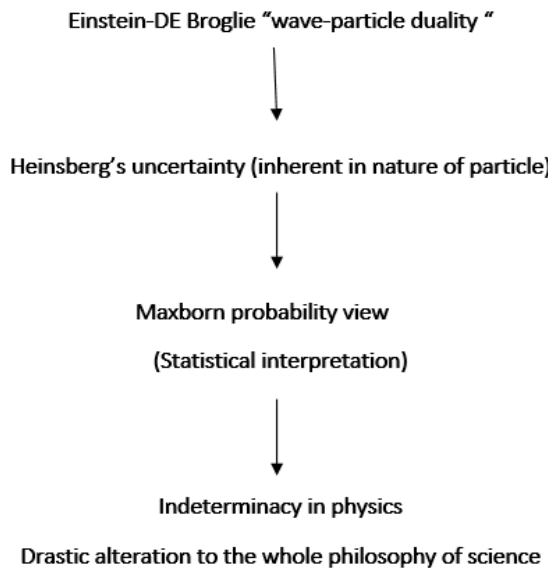 Einstein-DE Broglie “wave-particle duality “
Heinsberg’s uncertainty (inherent in nature of particle)
Maxborn probability view
(Statistical interpretation)
Indeterminacy in physics
Drastic alteration to the whole philosophy of science